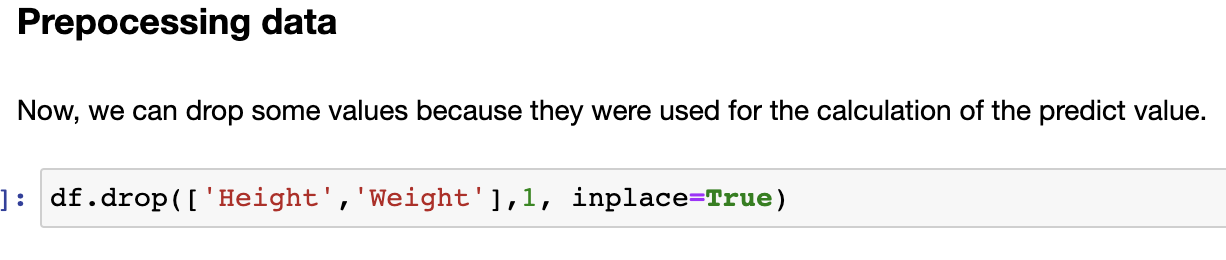 Prepocessing data
Now, we can drop some values because they were used for the calculation of the predict value.
]: df.drop(['Height','Weight'],1, inplace=True)